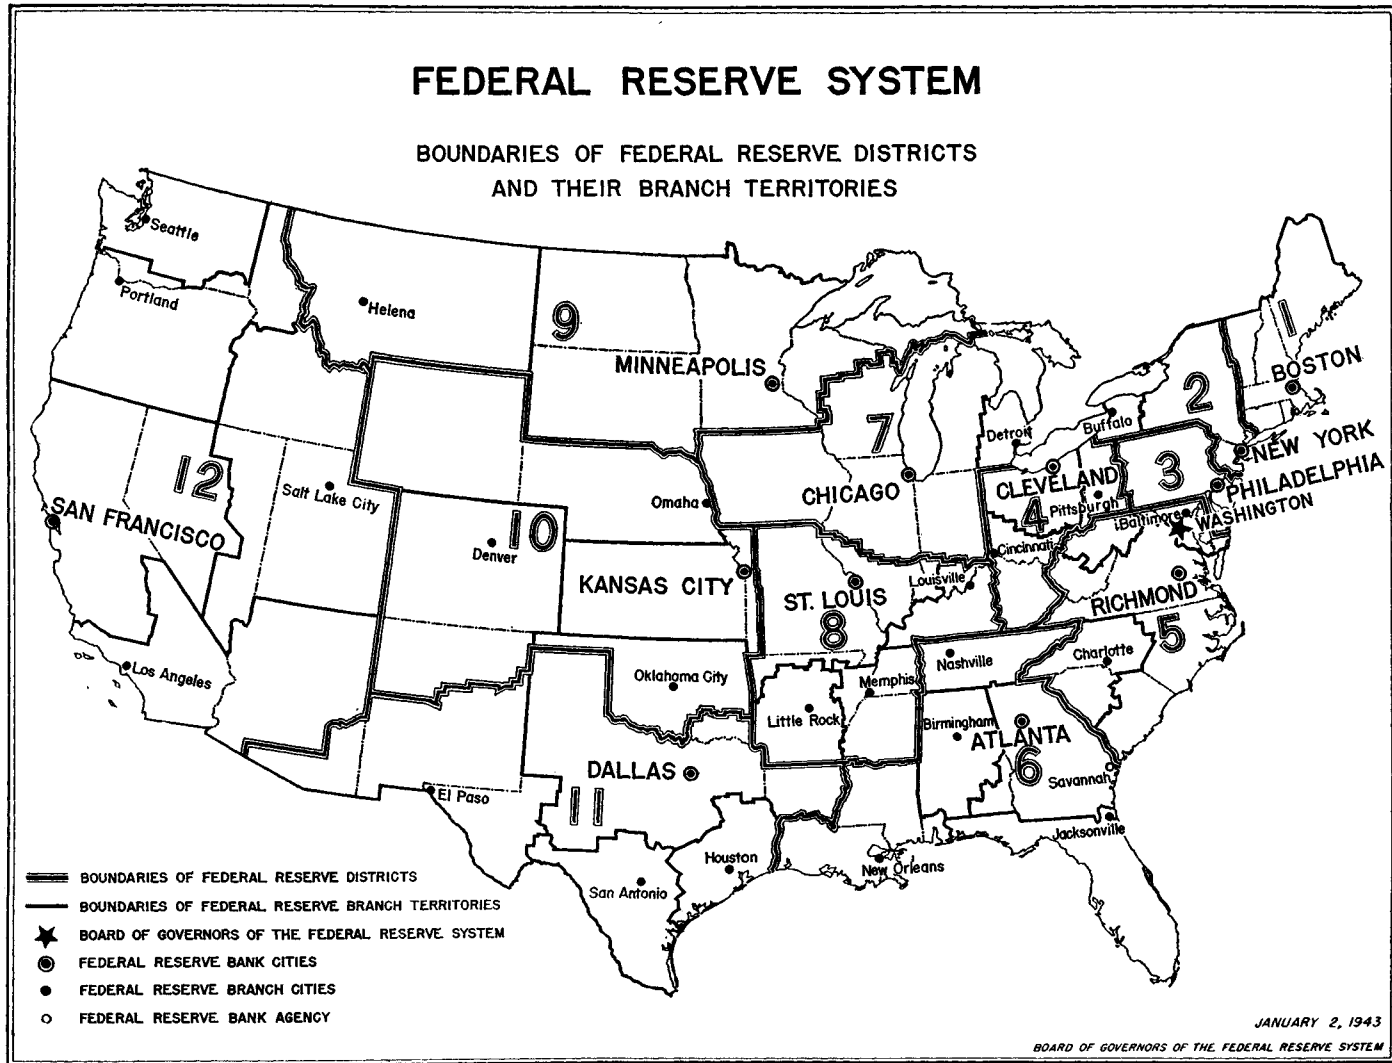 FEDERAL RESERVE SYSTEM
BOUNDARIES OF FEDERAL RESERVE DISTRICTS
AND THEIR BRANCH TERRITORIES
Seattle
Portland
Helena
9
MINNEAPOLIS
1
BOSTON
2
Buffalo
NEW YORK
7
Detroit
3
PHILADELPHIA
12
Salt Lake City
SAN FRANCISCO
Omaha
CHICAGO
CLEVELAND
4
Pittsburgh
Baltimore
WASHINGTON
10
Denver
KANSAS CITY
Cincinnati
Louisville
ST. LOUIS
8
RICHMOND
5
Los Angeles
Oklahoma City
Nashville
Charlotte
Memphis
Little Rock
Birmingham
ATLANTA
6
DALLAS
Savannah
El Paso
11
Jacksonville
Houston
New Orleans
San Antonio
BOUNDARIES OF FEDERAL RESERVE DISTRICTS
BOUNDARIES OF FEDERAL RESERVE BRANCH TERRITORIES
BOARD OF GOVERNORS OF THE FEDERAL RESERVE SYSTEM
FEDERAL RESERVE BANK CITIES
FEDERAL RESERVE BRANCH CITIES
FEDERAL RESERVE BANK AGENCY
JANUARY 2, 1943
BOARD OF GOVERNORS OF THE FEDERAL RESERVE SYSTEM